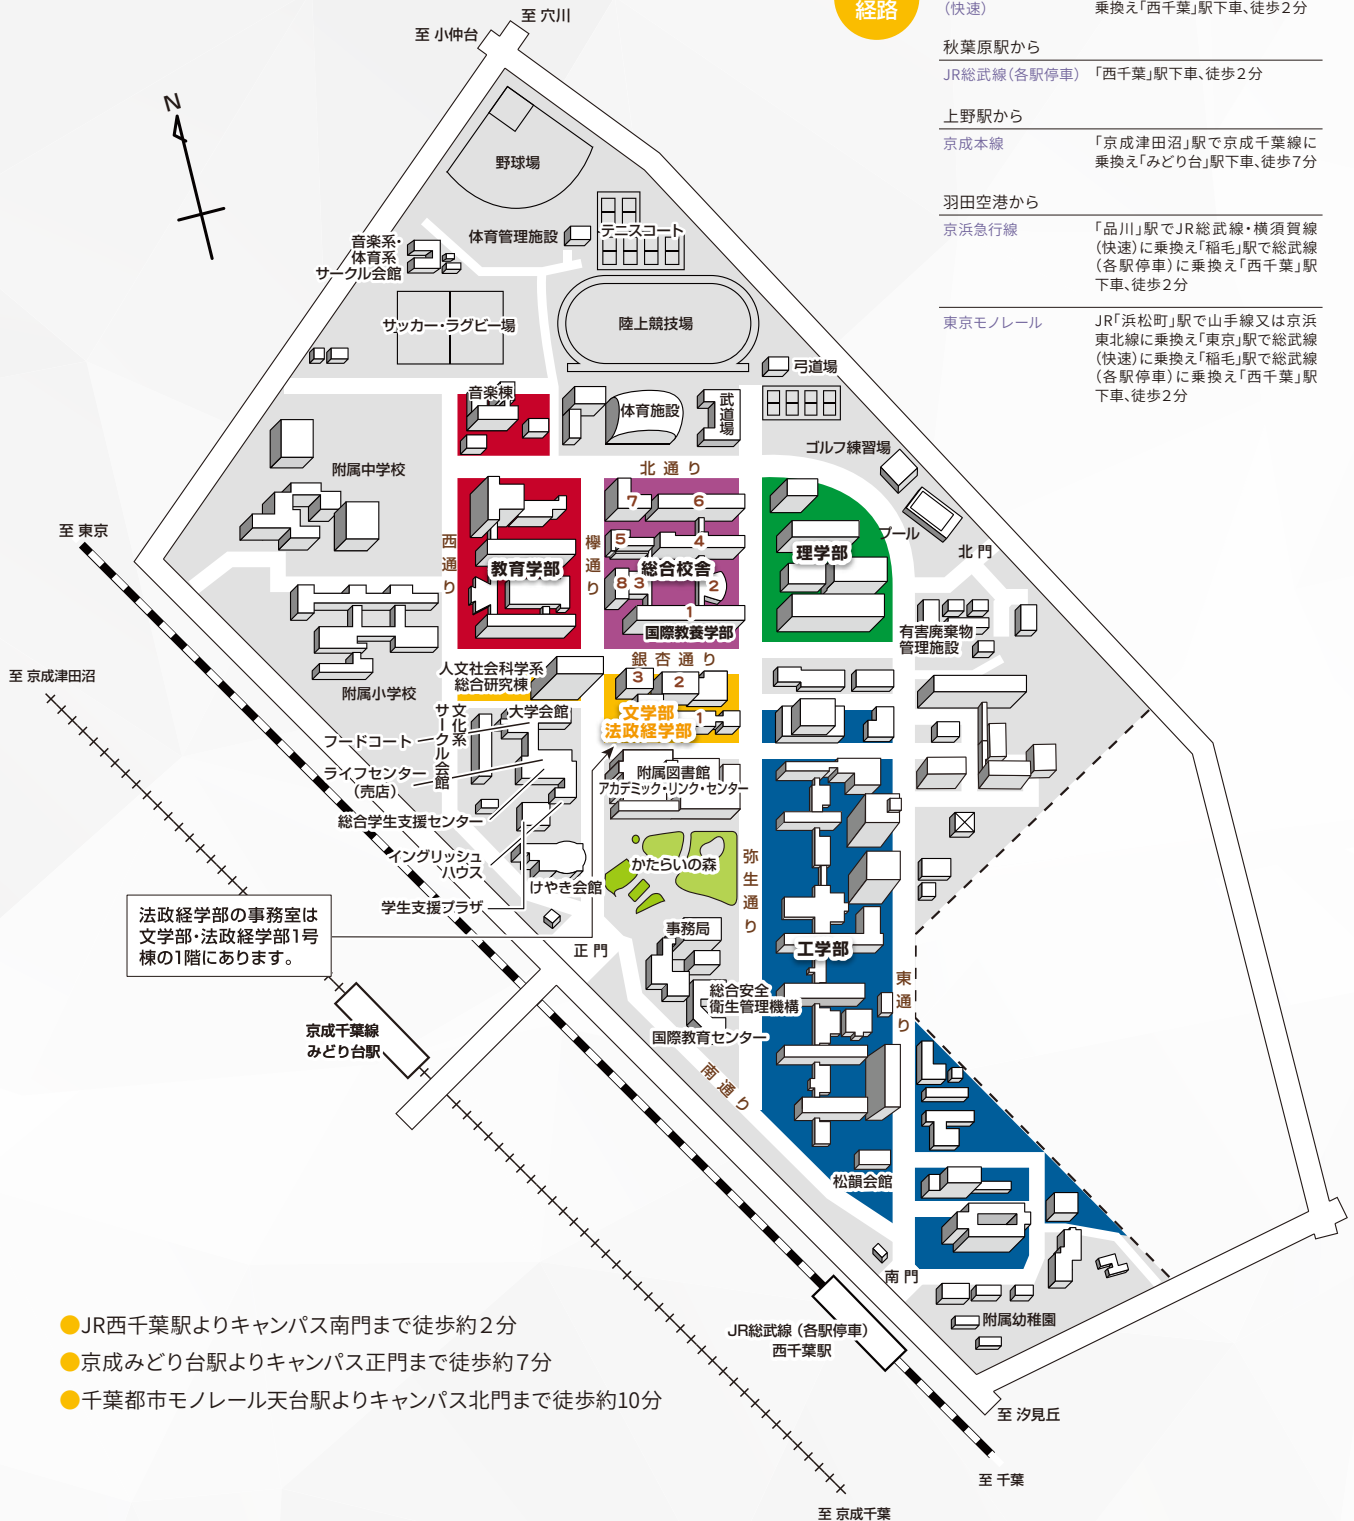 経路
(快速)
乗換え「西千葉」駅下車、徒歩2分
秋葉原駅から
JR総武線(各駅停車)
「西千葉」駅下車、徒歩2分
上野駅から
京成本線
「京成津田沼」駅で京成千葉線に
乗換え「みどり台」駅下車、徒歩7分
羽田空港から
京浜急行線
「品川」駅でJR総武線・横須賀線
(快速)に乗換え「稲毛」駅で総武線
(各駅停車)に乗換え「西千葉」駅
下車、徒歩2分
東京モノレール
JR「浜松町」駅で山手線又は京浜
東北線に乗換え「東京」駅で総武線
(快速)に乗換え「稲毛」駅で総武線
(各駅停車)に乗換え「西千葉」駅
下車、徒歩2分
至 穴川
至 小仲台
N
野球場
体育管理施設
テニスコート
音楽系・
体育系
サークル会館
サッカー・ラグビー場
陸上競技場
弓道場
音楽棟
体育施設
武道場
ゴルフ練習場
附属中学校
北通り
プール
北門
至 東京
西通り
欅通り
7
6
5
4
教育学部
総合校舎
理学部
8
3
2
1
国際教養学部
有害廃棄物
管理施設
銀杏通り
人文社会科学系
総合研究棟
至 京成津田沼
附属小学校
3
2
1
文学部
法政経学部
文化系
サークル会館
大学会館
フードコート
ライフセンター
(売店)
総合学生支援センター
附属図書館
アカデミック・リンク・センター
イングリッシュ
ハウス
かたらいの森
弥生通り
けやき会館
学生支援プラザ
法政経学部の事務室は
文学部・法政経学部1号
棟の1階にあります。
事務局
正門
工学部
東通り
総合安全
衛生管理機構
国際教育センター
京成千葉線
みどり台駅
南通り
松韻会館
南門
附属幼稚園
JR総武線(各駅停車)
西千葉駅
●JR西千葉駅よりキャンパス南門まで徒歩約2分
●京成みどり台駅よりキャンパス正門まで徒歩約7分
●千葉都市モノレール天台駅よりキャンパス北門まで徒歩約10分
至 汐見丘
至 千葉
至 京成千葉